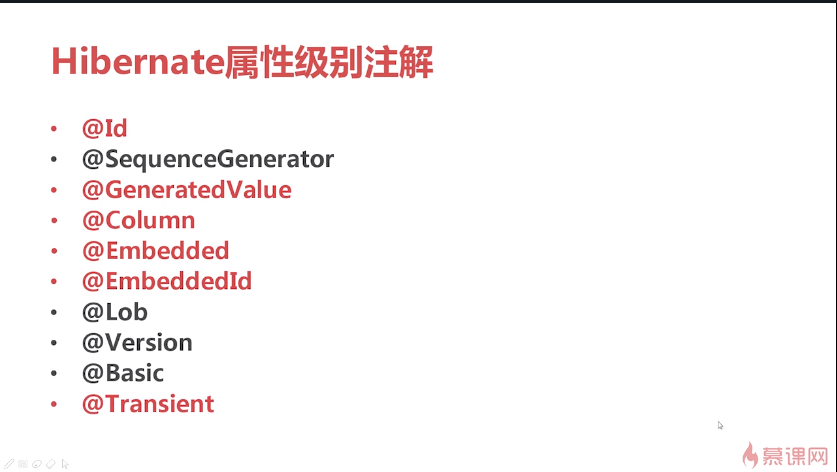 Hibernate属性级别注解
• @Id
• @SequenceGenerator
• @GeneratedValue
• @Column
• @Embedded
• @EmbeddedId
• @Lob
• @Version
• @Basic
• @Transient
慕课网